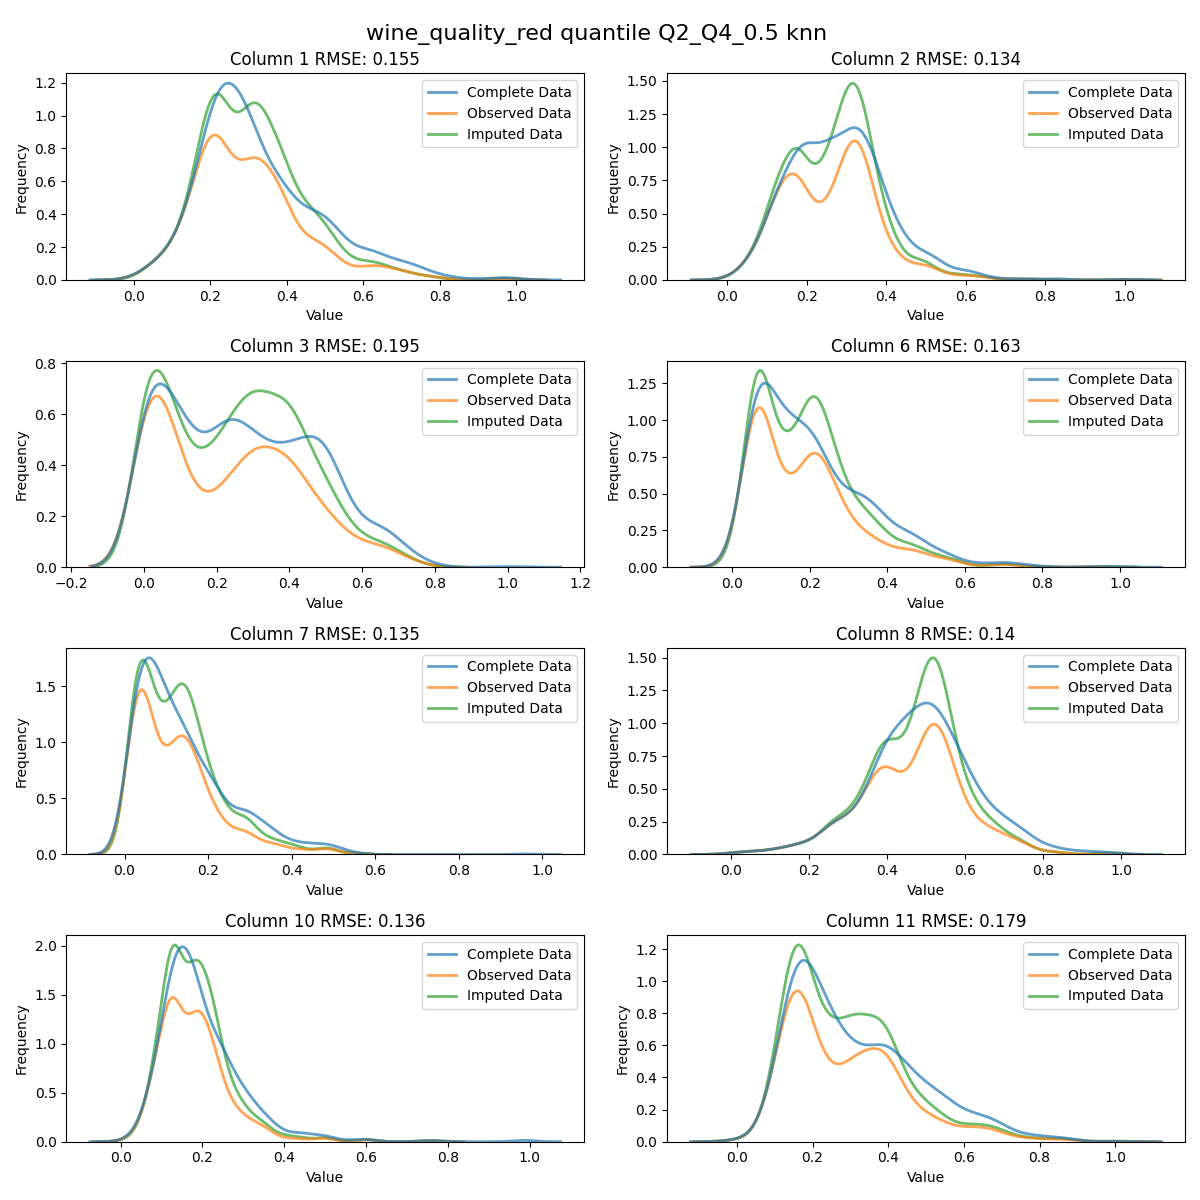 wine_quality_red quantile Q2_Q4_0.5 knn
Column 1 RMSE: 0.155
Column 2 RMSE: 0.134
Frequency
1.2
1.0
0.8
0.6
0.4
0.2
0.0
Complete Data
Observed Data
Imputed Data
0.0 0.2 0.4 0.6 0.8 1.0
Value
Frequency
1.50
1.25
1.00
0.75
0.50
0.25
0.00
Complete Data
Observed Data
Imputed Data
0.0 0.2 0.4 0.6 0.8 1.0
Value
Column 3 RMSE: 0.195
Column 6 RMSE: 0.163
Frequency
0.8
0.6
0.4
0.2
0.0
Complete Data
Observed Data
Imputed Data
−0.2 0.0 0.2 0.4 0.6 0.8 1.0 1.2
Value
Frequency
1.25
1.00
0.75
0.50
0.25
0.00
Complete Data
Observed Data
Imputed Data
0.0 0.2 0.4 0.6 0.8 1.0
Value
Column 7 RMSE: 0.135
Column 8 RMSE: 0.14
Frequency
1.5
1.0
0.5
0.0
Complete Data
Observed Data
Imputed Data
0.0 0.2 0.4 0.6 0.8 1.0
Value
Frequency
1.50
1.25
1.00
0.75
0.50
0.25
0.00
Complete Data
Observed Data
Imputed Data
0.0 0.2 0.4 0.6 0.8 1.0
Value
Column 10 RMSE: 0.136
Column 11 RMSE: 0.179
Frequency
2.0
1.5
1.0
0.5
0.0
Complete Data
Observed Data
Imputed Data
0.0 0.2 0.4 0.6 0.8 1.0
Value
Frequency
1.2
1.0
0.8
0.6
0.4
0.2
0.0
Complete Data
Observed Data
Imputed Data
0.0 0.2 0.4 0.6 0.8 1.0
Value